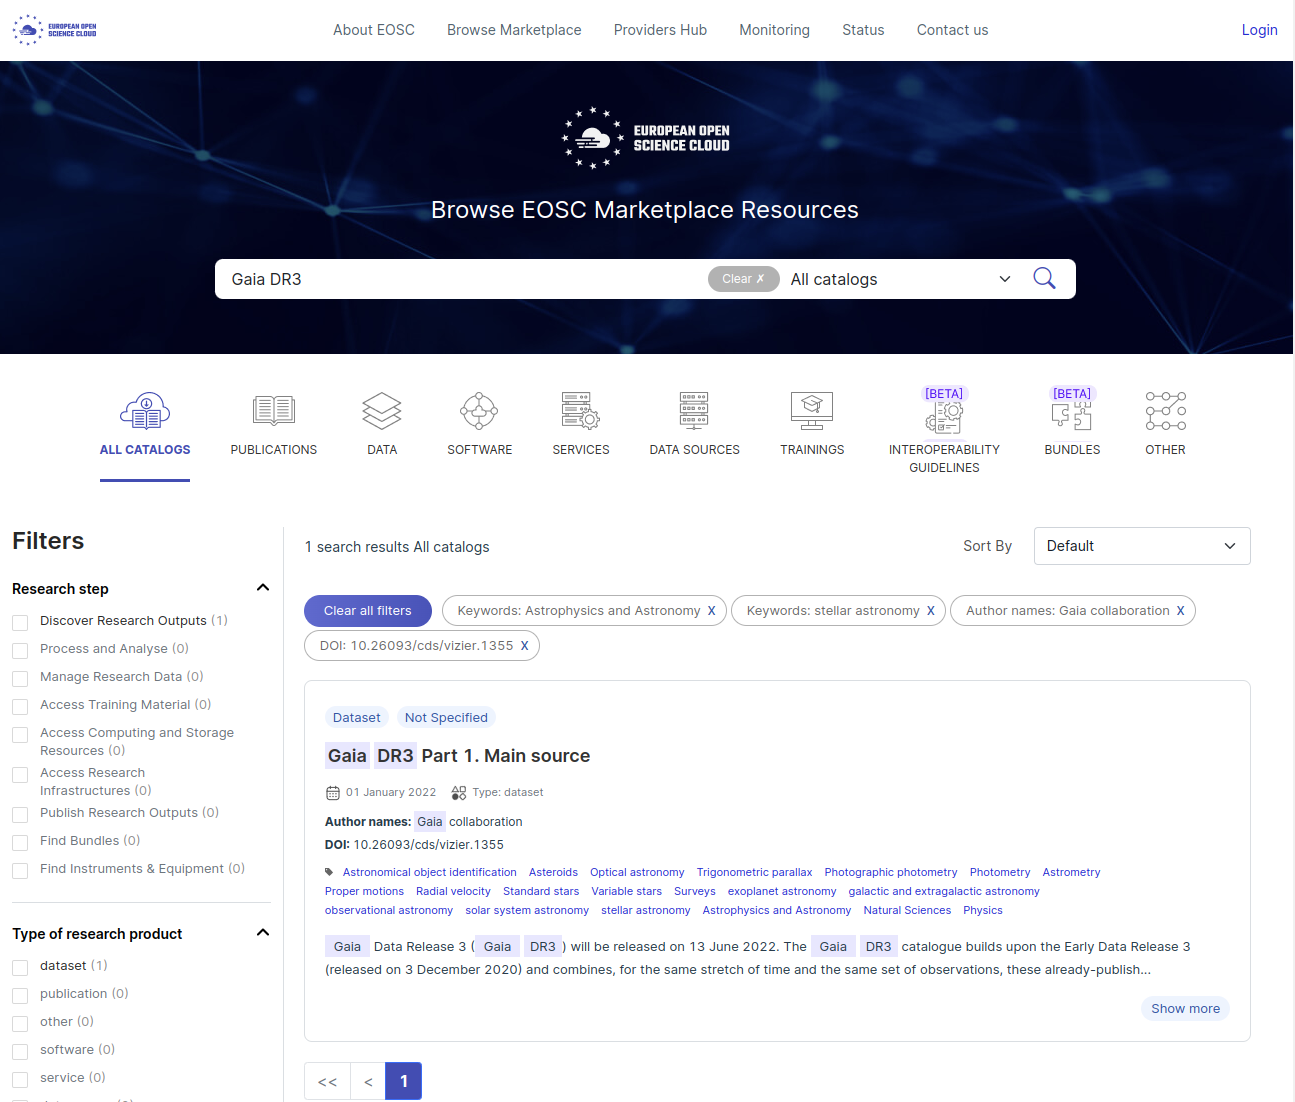 EUROPEAN OPEN
SCIENCE CLOUD
About EOSC Browse Marketplace Providers Hub Monitoring Status Contact us Login
EUROPEAN OPEN
SCIENCE CLOUD
Browse EOSC Marketplace Resources
Gaia DR3 Clear ✗ All catalogs
[BETA] [BETA]
ALL CATALOGS PUBLICATIONS DATA SOFTWARE SERVICES DATA SOURCES TRAININGS INTEROPERABILITY GUIDELINES BUNDLES OTHER
Filters
Research step
Discover Research Outputs (1)
Process and Analyse (0)
Manage Research Data (0)
Access Training Material (0)
Access Computing and Storage
Resources (0)
Access Research
Infrastructures (0)
Publish Research Outputs (0)
Find Bundles (0)
Find Instruments & Equipment (0)
Type of research product
dataset (1)
publication (0)
other (0)
software (0)
service (0)
1 search results All catalogs Sort By Default
Clear all filters Keywords: Astrophysics and Astronomy X Keywords: stellar astronomy X Author names: Gaia collaboration X
DOI: 10.26093/cds/vizier.1355 X
Dataset Not Specified
Gaia DR3 Part 1. Main source
01 January 2022 Type: dataset
Author names: Gaia collaboration
DOI: 10.26093/cds/vizier.1355
Astronomical object identification Asteroids Optical astronomy Trigonometric parallax Photographic photometry Photometry Astrometry
Proper motions Radial velocity Standard stars Variable stars Surveys exoplanet astronomy galactic and extragalactic astronomy
observational astronomy solar system astronomy stellar astronomy Astrophysics and Astronomy Natural Sciences Physics
Gaia Data Release 3 ( Gaia DR3 ) will be released on 13 June 2022. The Gaia DR3 catalogue builds upon the Early Data Release 3
(released on 3 December 2020) and combines, for the same stretch of time and the same set of observations, these already-publish...
Show more
<< < 1